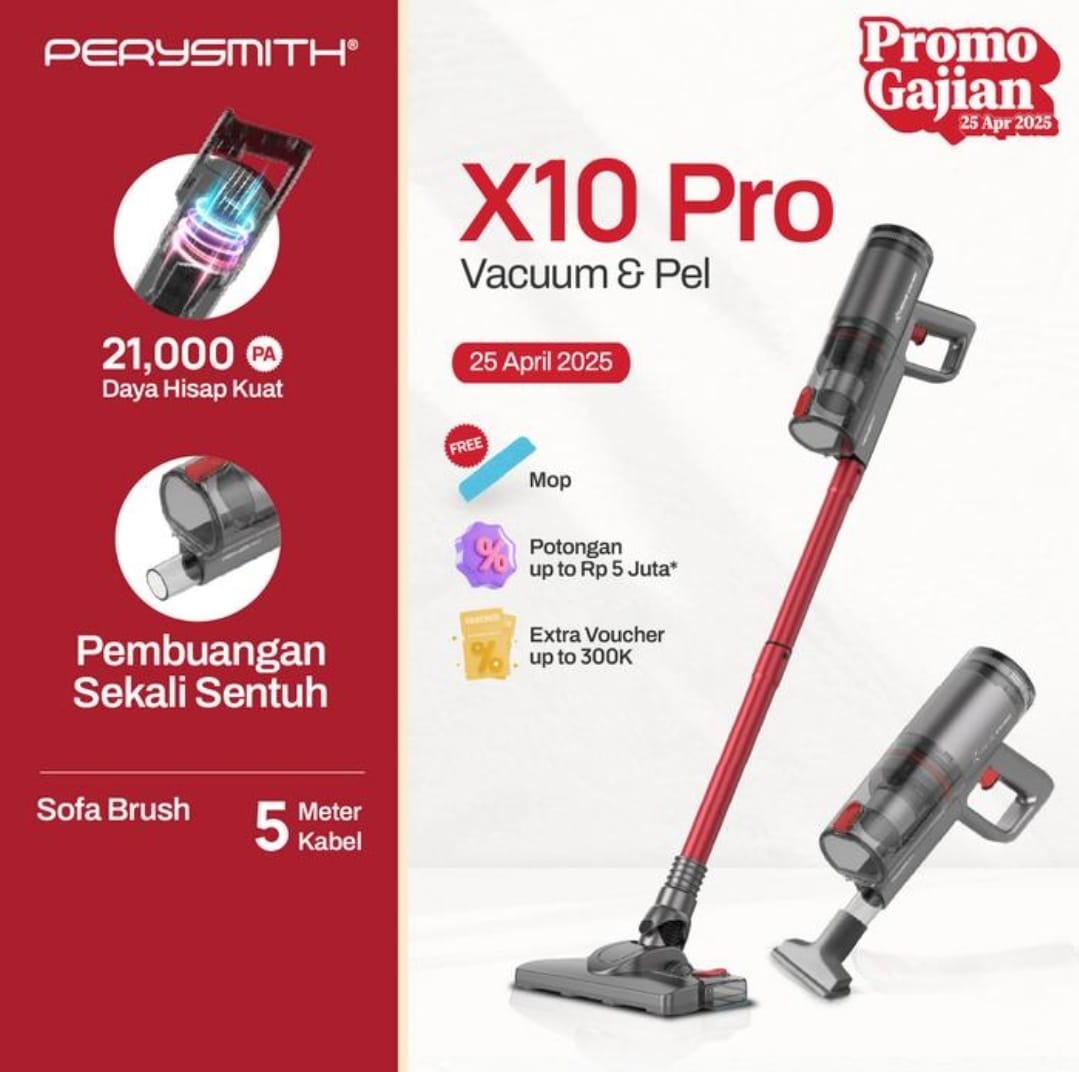 PERYSMITH®
21,000 PA
Daya Hisap Kuat
Pembuangan
Sekali Sentuh
Sofa Brush
5 Meter
Kabel
Promo
Gajian
25 Apr 2025
X10 Pro
Vacuum & Pel
25 April 2025
FREE
Mop
Potongan
up to Rp 5 Juta*
Extra Voucher
up to 300K